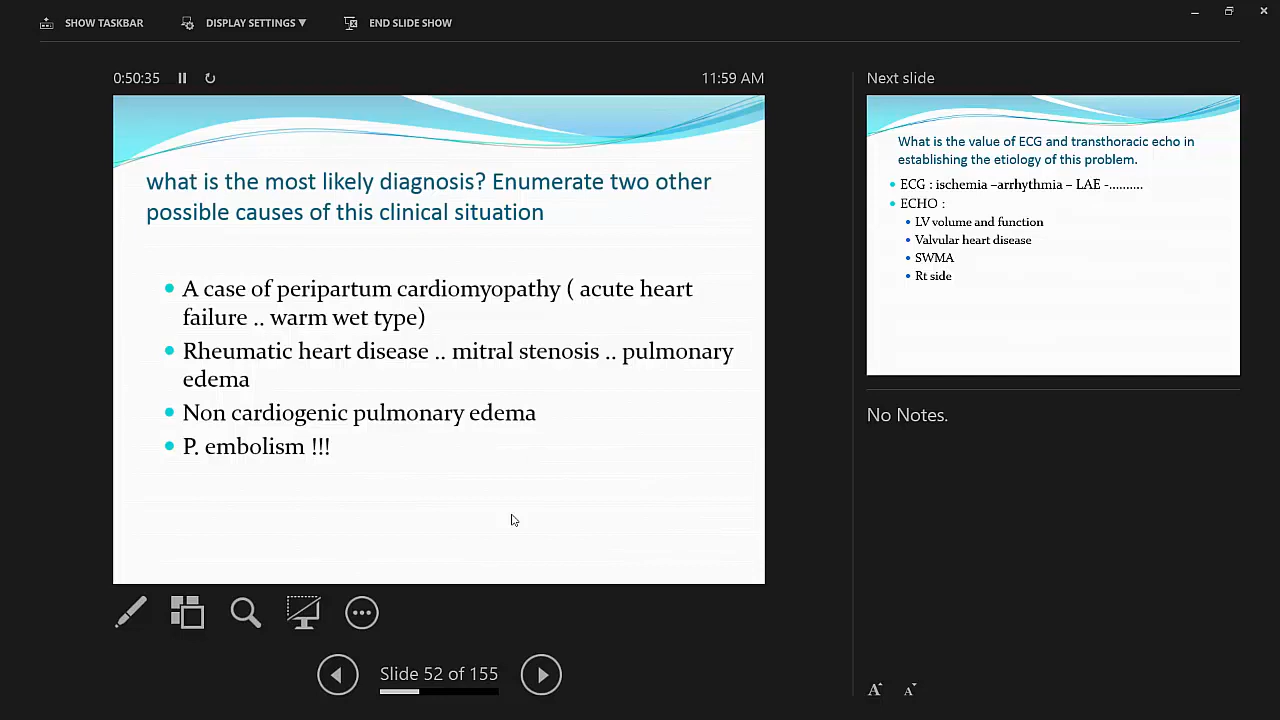 SHOW TASKBAR
DISPLAY SETTINGS ▼
END SLIDE SHOW
0:50:35
11:59 AM
what is the most likely diagnosis? Enumerate two other
possible causes of this clinical situation
• A case of peripartum cardiomyopathy ( acute heart
failure .. warm wet type)
• Rheumatic heart disease .. mitral stenosis .. pulmonary
edema
• Non cardiogenic pulmonary edema
• P. embolism !!!
Slide 52 of 155
Next slide
What is the value of ECG and transthoracic echo in
establishing the etiology of this problem.
• ECG : ischemia –arrhythmia – LAE -..........
• ECHO :
• LV volume and function
• Valvular heart disease
• SWMA
• Rt side
No Notes.
A A